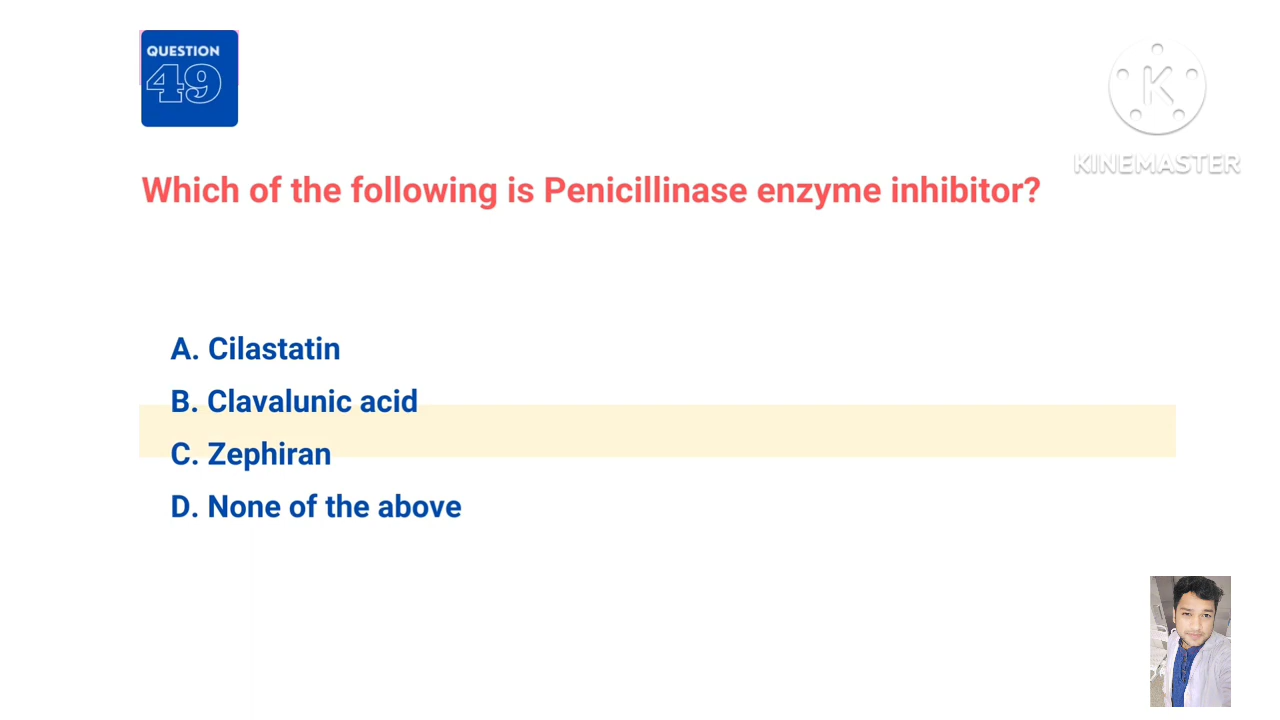 QUESTION
49
K
KINEMASTER
Which of the following is Penicillinase enzyme inhibitor?
A. Cilastatin
B. Clavalunic acid
C. Zephiran
D. None of the above